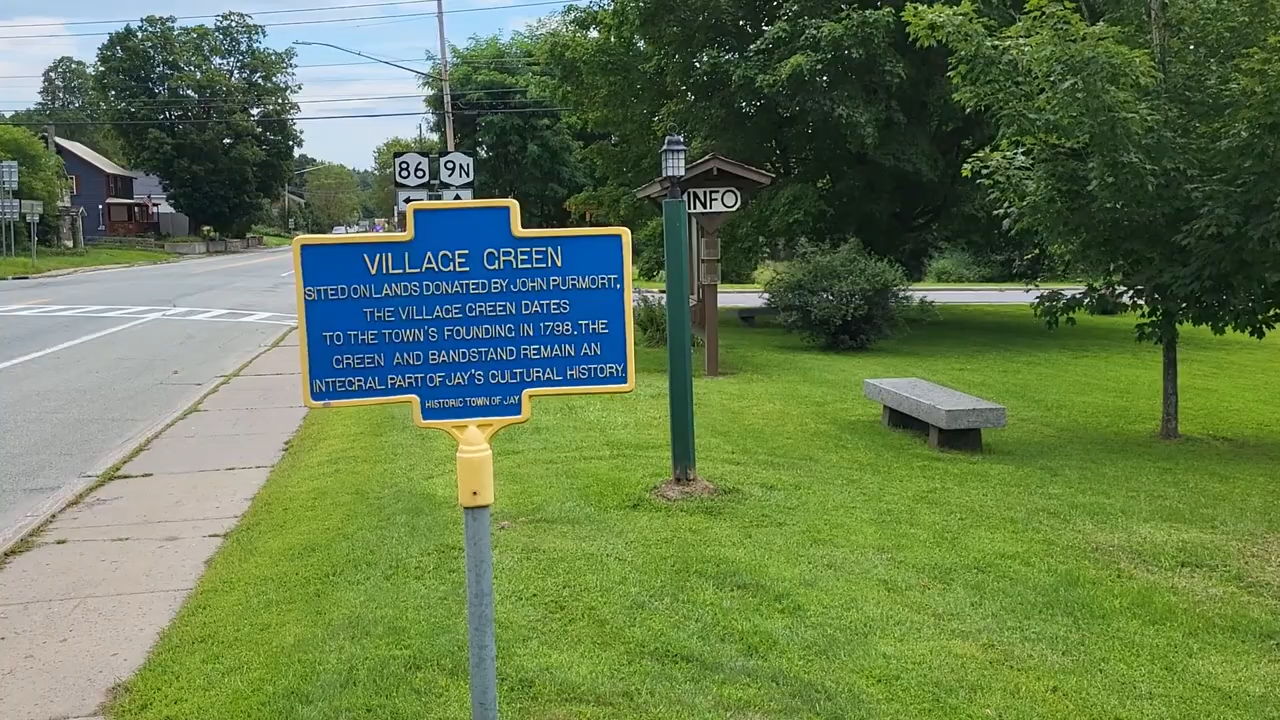 86
9N
INFO
VILLAGE GREEN
SITED ON LANDS DONATED BY JOHN PURMORT,
THE VILLAGE GREEN DATES
TO THE TOWN'S FOUNDING IN 1798. THE
GREEN AND BANDSTAND REMAIN AN
INTEGRAL PART OF JAY'S CULTURAL HISTORY.
HISTORIC TOWN OF JAY